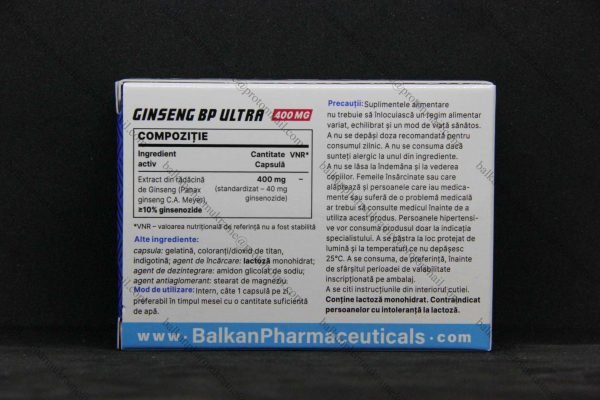 GINSENG BP ULTRA 400 MG
COMPOZIȚIE
Ingredient activ
Cantitate Capsulă
VNR*
Extract din rădăcină
de Ginseng (Panax
ginseng C.A. Meyer)
≥10% ginsenozide
400 mg
(standardizat – 40 mg
ginsenozide)
–
*VNR – valoarea nutrițională de referință nu a fost stabilită
Alte ingrediente:
capsula: gelatină, coloranți/dioxid de titan,
indigotină; agent de încărcare: lactoză monohidrat;
agent de dezintegrare: amidon glicolat de sodiu;
agent antiaglomerant: stearat de magneziu.
Mod de utilizare: Intern, câte 1 capsulă pe zi,
preferabil în timpul mesei cu o cantitate suficientă
de apă.
Precauții: Suplimentele alimentare
nu trebuie să înlocuiască un regim alimentar
variat, echilibrat și un mod de viață sănătos.
A nu se depăși doza recomandată pentru
consumul zilnic. A nu se consuma dacă
sunteți alergic la unul din ingrediente.
A nu se lăsa la îndemâna și la vederea
copiilor. Femeile însărcinate sau care
alăptează și persoanele care iau medica-
mente sau suferă de o problemă medicală
ar trebui să consulte medicul înainte de a
utiliza acest produs. Persoanele hipertensi-
ve vor consuma produsul doar la indicația
specialistului. A se păstra la loc protejat de
lumină și la temperaturi ce nu depășesc
25°C. A se consuma, de preferință, înainte
de sfârșitul perioadei de valabilitate
inscripționată pe ambalaj.
A se citi instrucțiunile din interiorul cutiei.
Conține lactoză monohidrat. Contraindicat
persoanelor cu intoleranță la lactoză.
www.BalkanPharmaceuticals.com